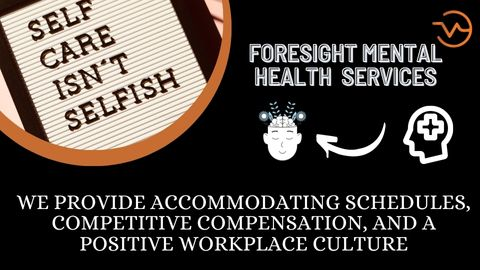 SELF
CARE
ISN'T
SELFISH
FORESIGHT MENTAL
HEALTH SERVICES
WE PROVIDE ACCOMMODATING SCHEDULES,
COMPETITIVE COMPENSATION, AND A
POSITIVE WORKPLACE CULTURE